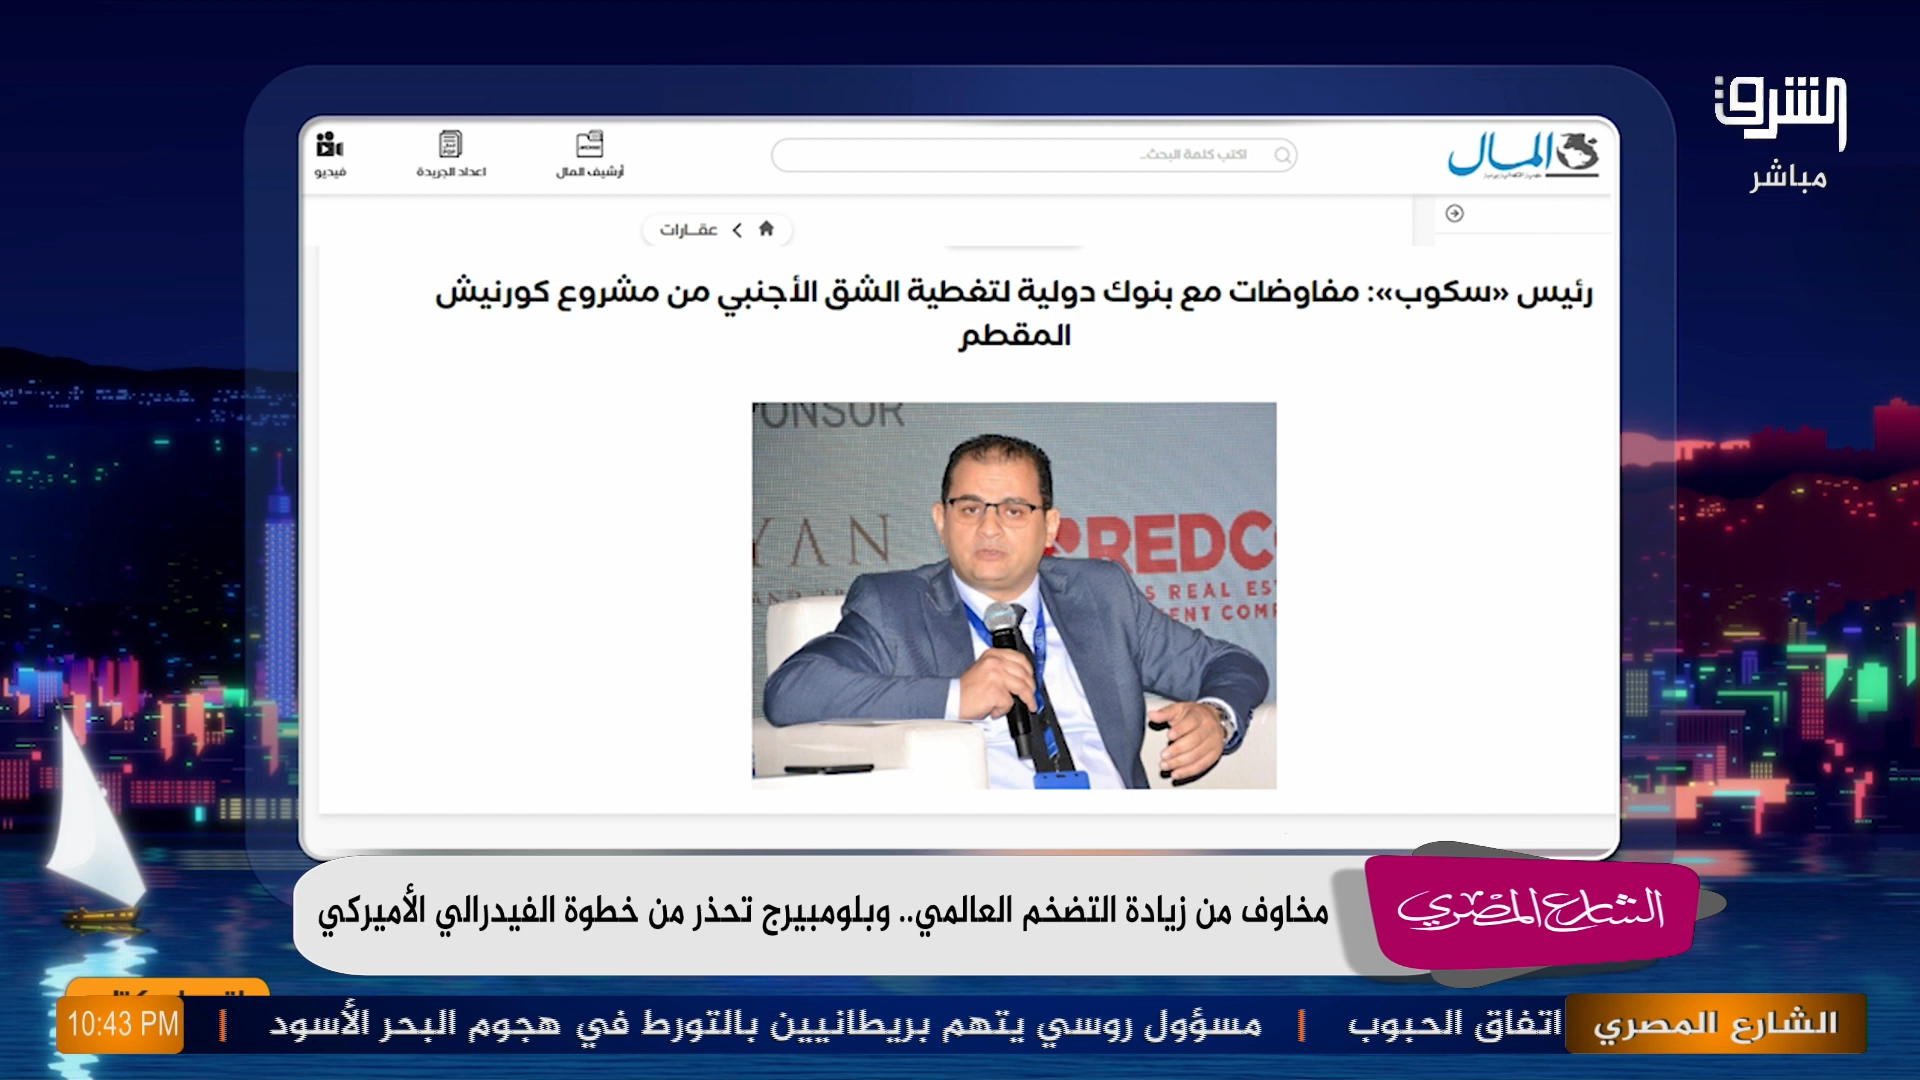 الشرق
مباشر
المال
اكتب كلمة البحث...
أرشيف المال
اعداد الجريدة
فيديو
عقــارات
رئيس «سكوب»: مفاوضات مع بنوك دولية لتغطية الشق الأجنبي من مشروع كورنيش
المقطم
PONSOR
YAN
REDC
S REAL ES
ENT COM
الشارع المصري
مخاوف من زيادة التضخم العالمي.. وبلومبيرج تحذر من خطوة الفيدرالي الأميركي
الشارع المصري
اتفاق الحبوب | مسؤول روسي يتهم بريطانيين بالتورط في هجوم البحر الأسود |
10:43 PM